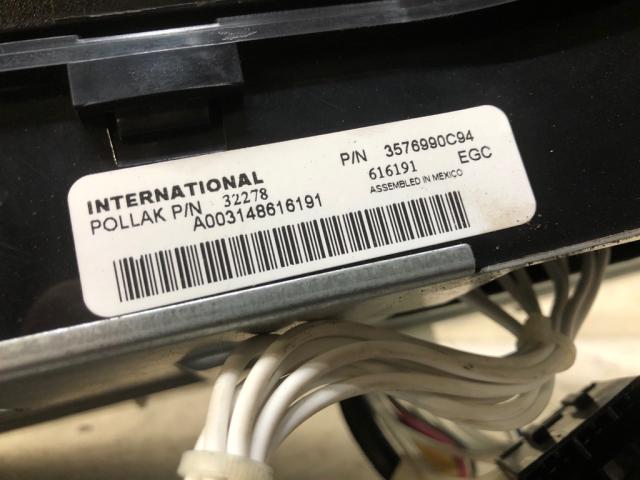 INTERNATIONAL P/N 3576990C94
POLLAK P/N 32278 616191 EGC
A003148616191 ASSEMBLED IN MEXICO